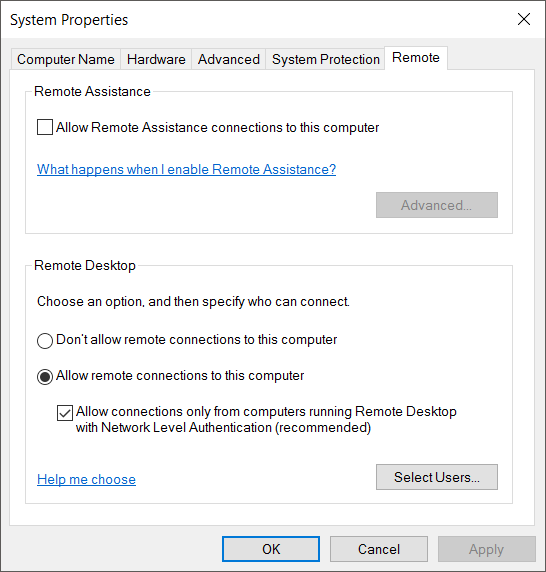 System Properties
Computer Name Hardware Advanced System Protection Remote
Remote Assistance
Allow Remote Assistance connections to this computer
What happens when I enable Remote Assistance?
Advanced...
Remote Desktop
Choose an option, and then specify who can connect.
Don't allow remote connections to this computer
Allow remote connections to this computer
Allow connections only from computers running Remote Desktop
with Network Level Authentication (recommended)
Help me choose
Select Users...
OK Cancel Apply